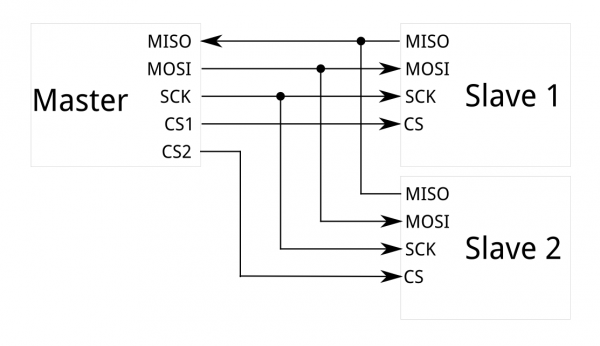 MISO
MOSI
SCK
CS1
CS2
Master
MISO
MOSI
SCK
CS
Slave 1
MISO
MOSI
SCK
CS
Slave 2